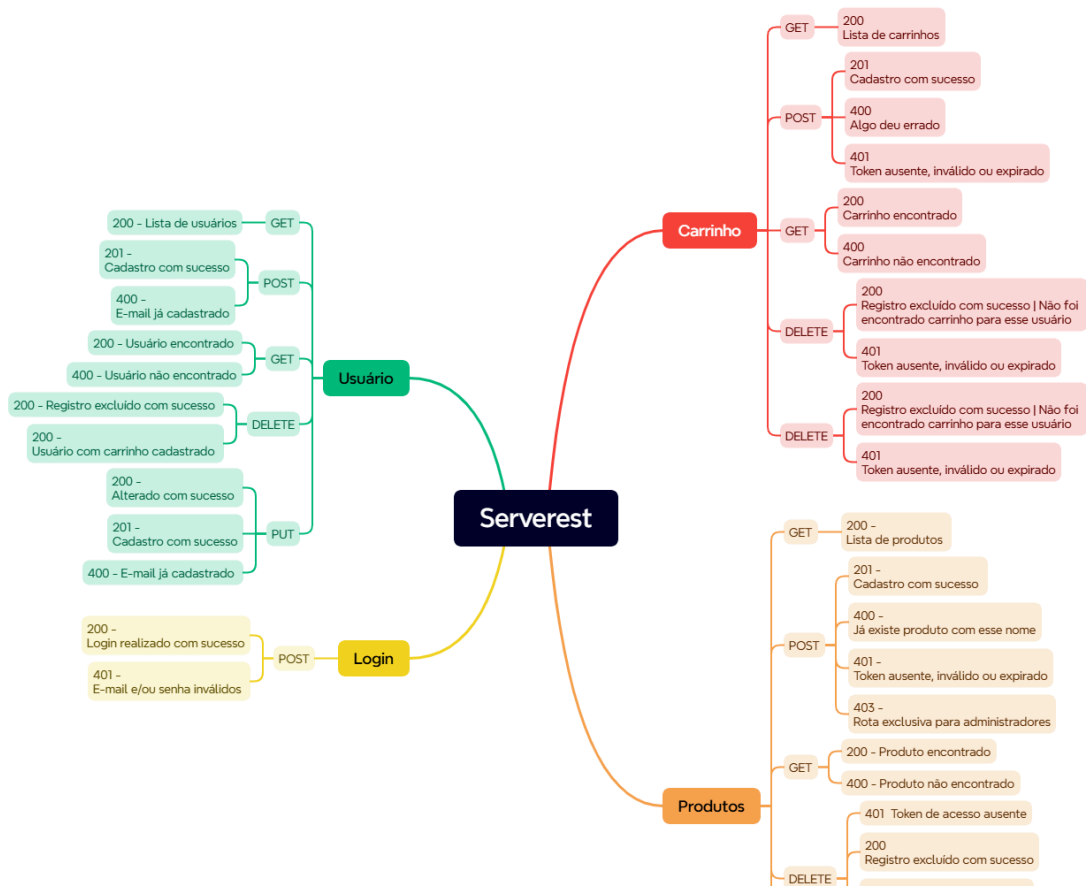 Serverest
Usuário
GET
200 - Lista de usuários
POST
201 -
Cadastro com sucesso
400 -
E-mail já cadastrado
GET
200 - Usuário encontrado
400 - Usuário não encontrado
DELETE
200 - Registro excluído com sucesso
200 -
Usuário com carrinho cadastrado
PUT
200 -
Alterado com sucesso
201 -
Cadastro com sucesso
400 - E-mail já cadastrado
Login
POST
200 -
Login realizado com sucesso
401 -
E-mail e/ou senha inválidos
Carrinho
GET
200
Lista de carrinhos
POST
201
Cadastro com sucesso
400
Algo deu errado
401
Token ausente, inválido ou expirado
GET
200
Carrinho encontrado
400
Carrinho não encontrado
DELETE
200
Registro excluído com sucesso | Não foi
encontrado carrinho para esse usuário
401
Token ausente, inválido ou expirado
DELETE
200
Registro excluído com sucesso | Não foi
encontrado carrinho para esse usuário
401
Token ausente, inválido ou expirado
Produtos
GET
200 -
Lista de produtos
POST
201 -
Cadastro com sucesso
400 -
Já existe produto com esse nome
401 -
Token ausente, inválido ou expirado
403 -
Rota exclusiva para administradores
GET
200 - Produto encontrado
400 - Produto não encontrado
DELETE
401 Token de acesso ausente
200
Registro excluído com sucesso